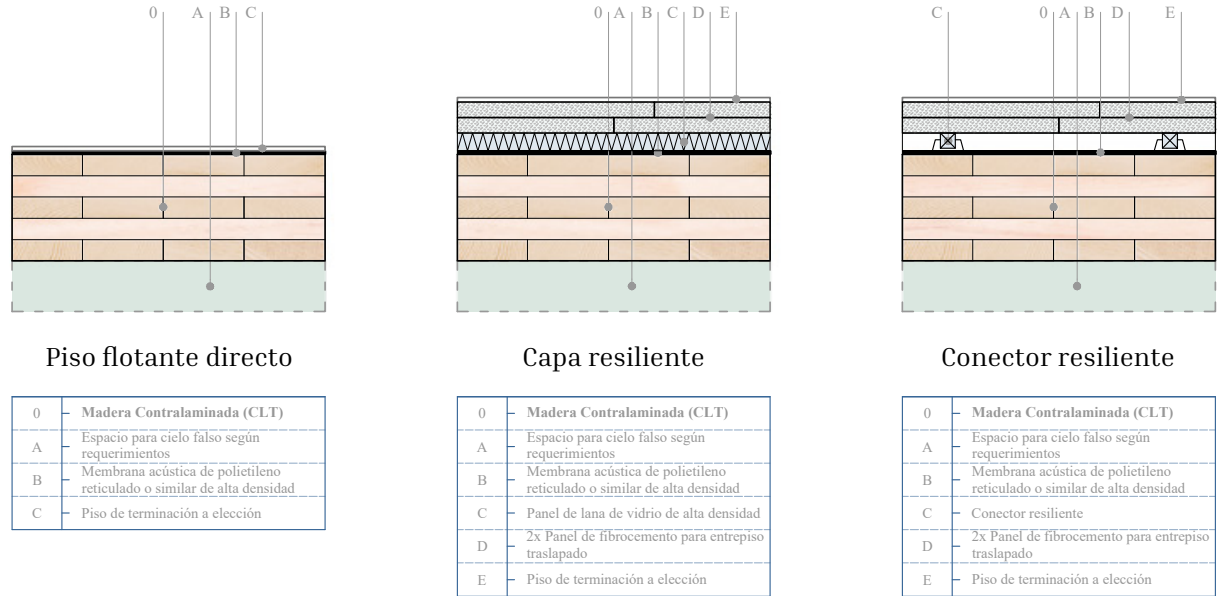 0 A B C
0 A B C D E
C 0 A B D E
Piso flotante directo
Capa resiliente
Conector resiliente
0 Madera Contralaminada (CLT)
A Espacio para cielo falso según
requerimientos
B Membrana acústica de polietileno
reticulado o similar de alta densidad
C Piso de terminación a elección
0 Madera Contralaminada (CLT)
A Espacio para cielo falso según
requerimientos
B Membrana acústica de polietileno
reticulado o similar de alta densidad
C Panel de lana de vidrio de alta densidad
D 2x Panel de fibrocemento para entrepiso
traslapado
E Piso de terminación a elección
0 Madera Contralaminada (CLT)
A Espacio para cielo falso según
requerimientos
B Membrana acústica de polietileno
reticulado o similar de alta densidad
C Conector resiliente
D 2x Panel de fibrocemento para entrepiso
traslapado
E Piso de terminación a elección